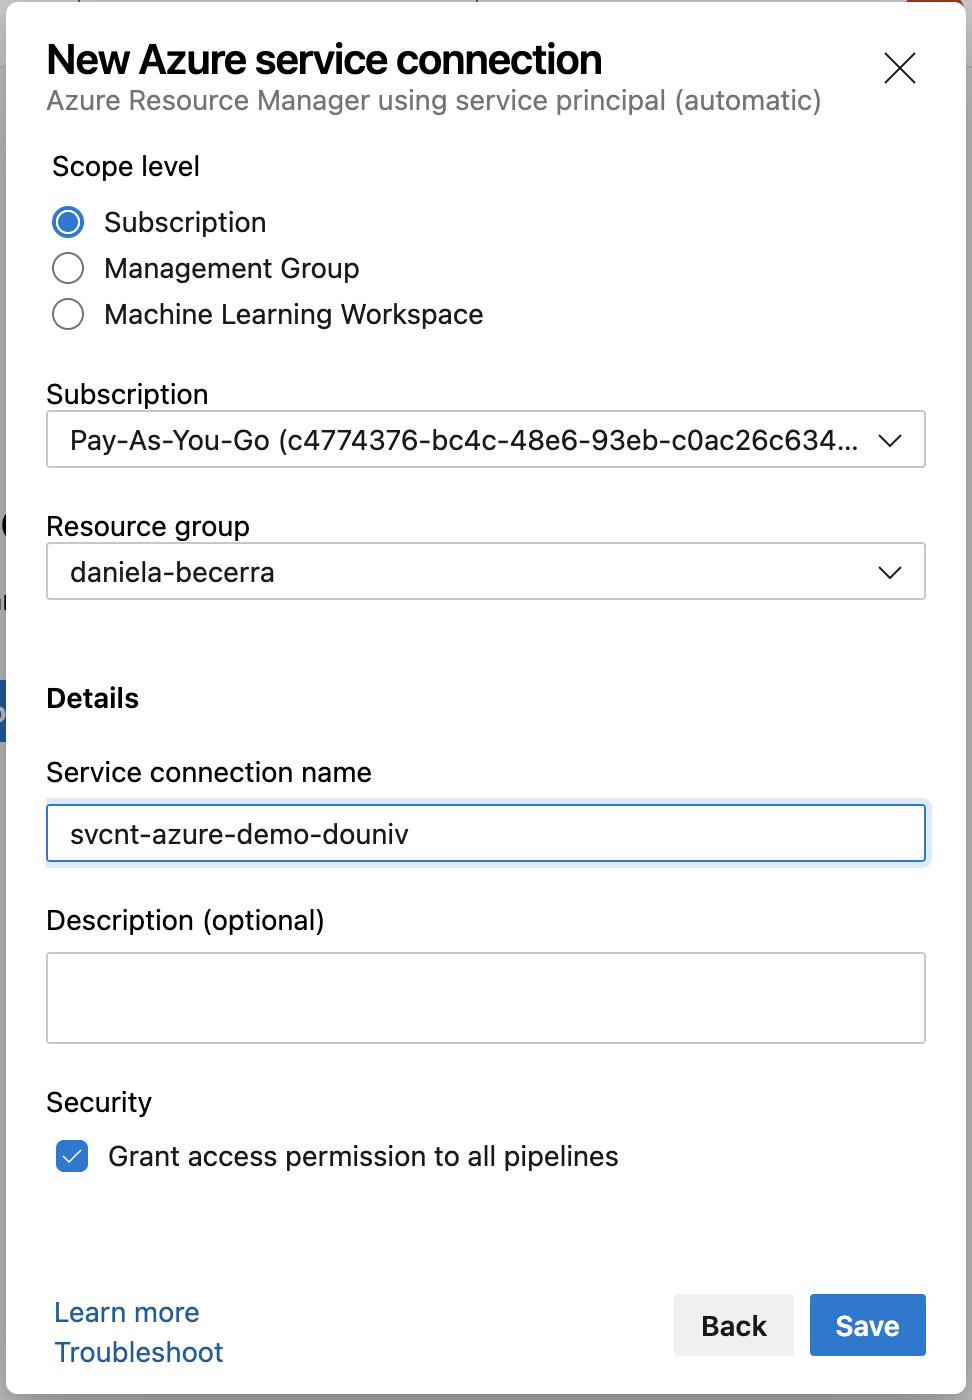 New Azure service connection
Azure Resource Manager using service principal (automatic)
Scope level
Subscription
Management Group
Machine Learning Workspace
Subscription
Pay-As-You-Go (c4774376-bc4c-48e6-93eb-c0ac26c634...
Resource group
daniela-becerra
Details
Service connection name
svcnt-azure-demo-douniv
Description (optional)
Security
Grant access permission to all pipelines
Learn more
Back
Save
Troubleshoot